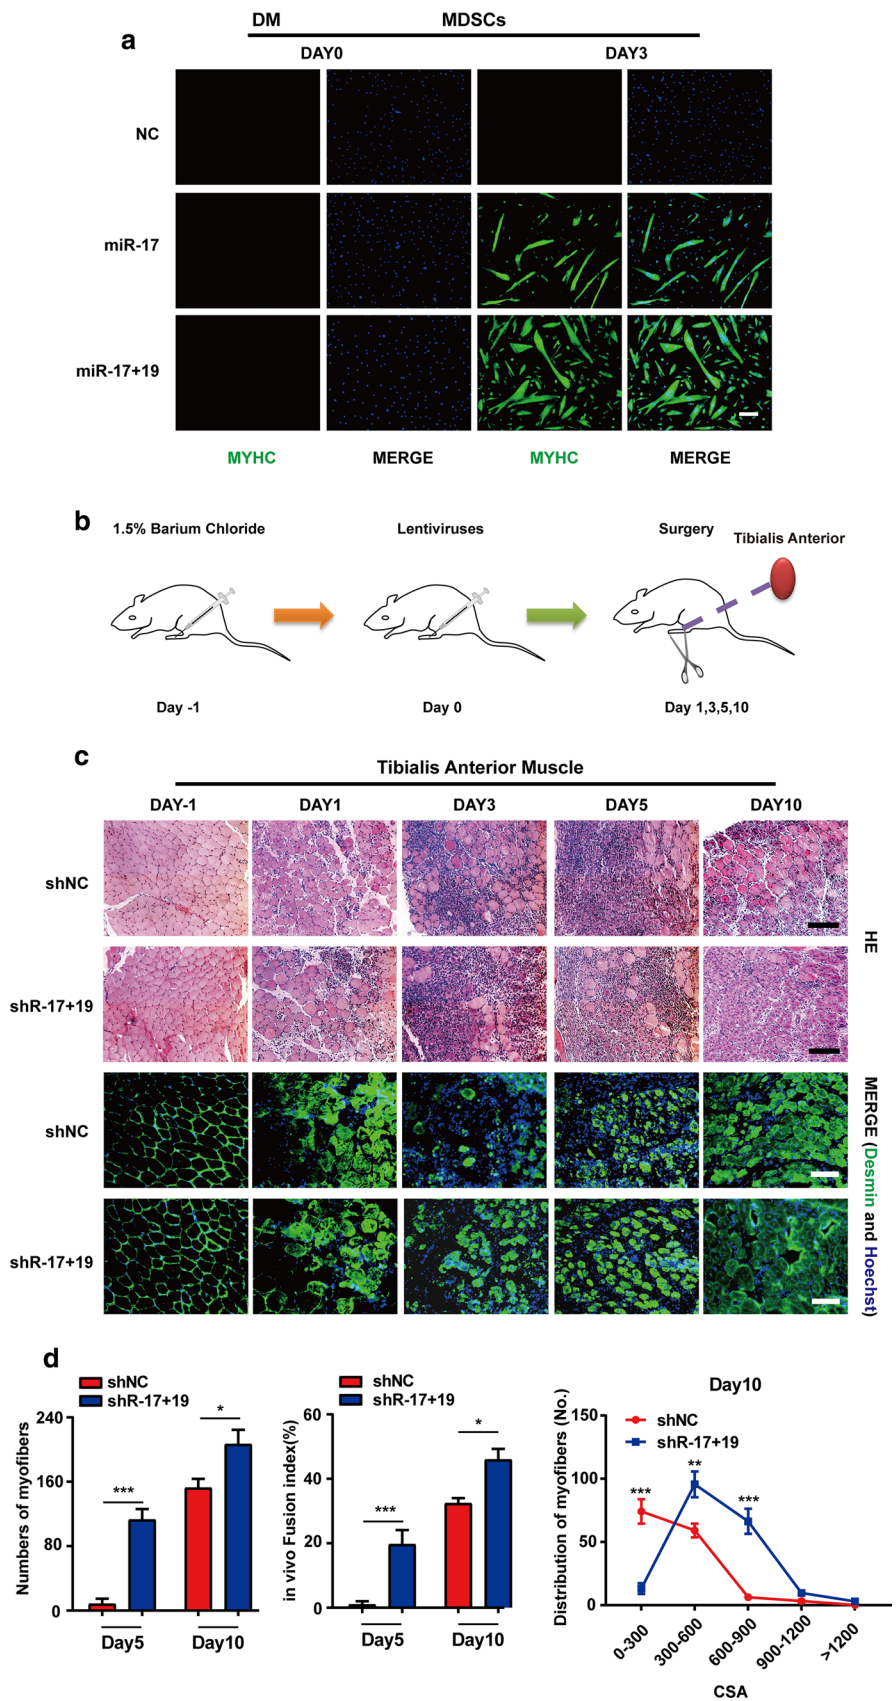 a
DM MDSCs
DAY0 DAY3
NC
miR-17
miR-17+19
MYHC MERGE MYHC MERGE
b
1.5% Barium Chloride Lentiviruses Surgery
Tibialis Anterior
Day -1 Day 0 Day 1,3,5,10
c
Tibialis Anterior Muscle
DAY-1 DAY1 DAY3 DAY5 DAY10
shNC
shR-17+19
HE
shNC
shR-17+19
MERGE (Desmin and Hoechst)
d
shNC
shR-17+19
Numbers of myofibers
240
160
80
0
***
*
Day5 Day10
shNC
shR-17+19
in vivo Fusion index(%)
60
40
20
0
***
*
Day5 Day10
Day10
shNC
shR-17+19
Distribution of myofibers (No.)
150
100
50
0
***
**
***
0-300 300-600 600-900 900-1200 >1200
CSA